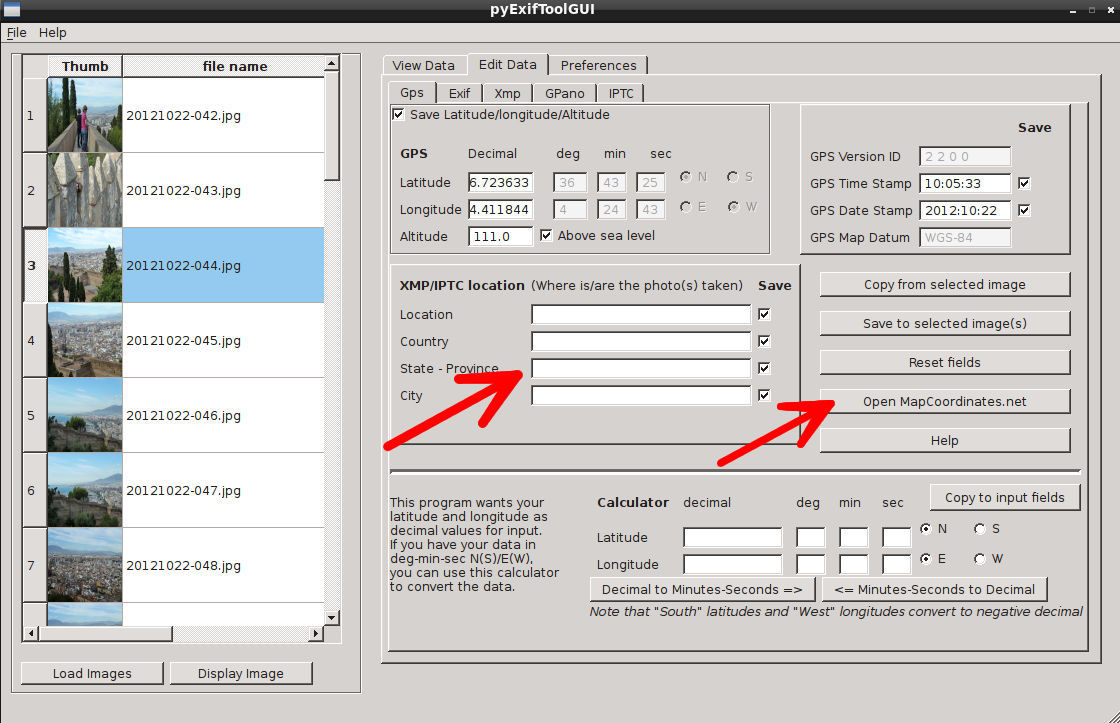 pyExifToolGUI
File Help
Thumb file name
1 20121022-042.jpg
2 20121022-043.jpg
3 20121022-044.jpg
4 20121022-045.jpg
5 20121022-046.jpg
6 20121022-047.jpg
7 20121022-048.jpg
Load Images Display Image
View Data Edit Data Preferences
Gps Exif Xmp GPano IPTC
Save Latitude/longitude/Altitude
GPS Decimal deg min sec
Latitude 6.723633 36 43 25 N S
Longitude 4.411844 4 24 43 E W
Altitude 111.0 Above sea level
Save
GPS Version ID 2 2 0 0
GPS Time Stamp 10:05:33
GPS Date Stamp 2012:10:22
GPS Map Datum WGS-84
XMP/IPTC location (Where is/are the photo(s) taken) Save
Location
Country
State - Province
City
Copy from selected image
Save to selected image(s)
Reset fields
Open MapCoordinates.net
Help
This program wants your
latitude and longitude as
decimal values for input.
If you have your data in
deg-min-sec N(S)/E(W),
you can use this calculator
to convert the data.
Calculator decimal deg min sec Copy to input fields
Latitude N S
Longitude E W
Decimal to Minutes-Seconds => <= Minutes-Seconds to Decimal
Note that "South" latitudes and "West" longitudes convert to negative decimal